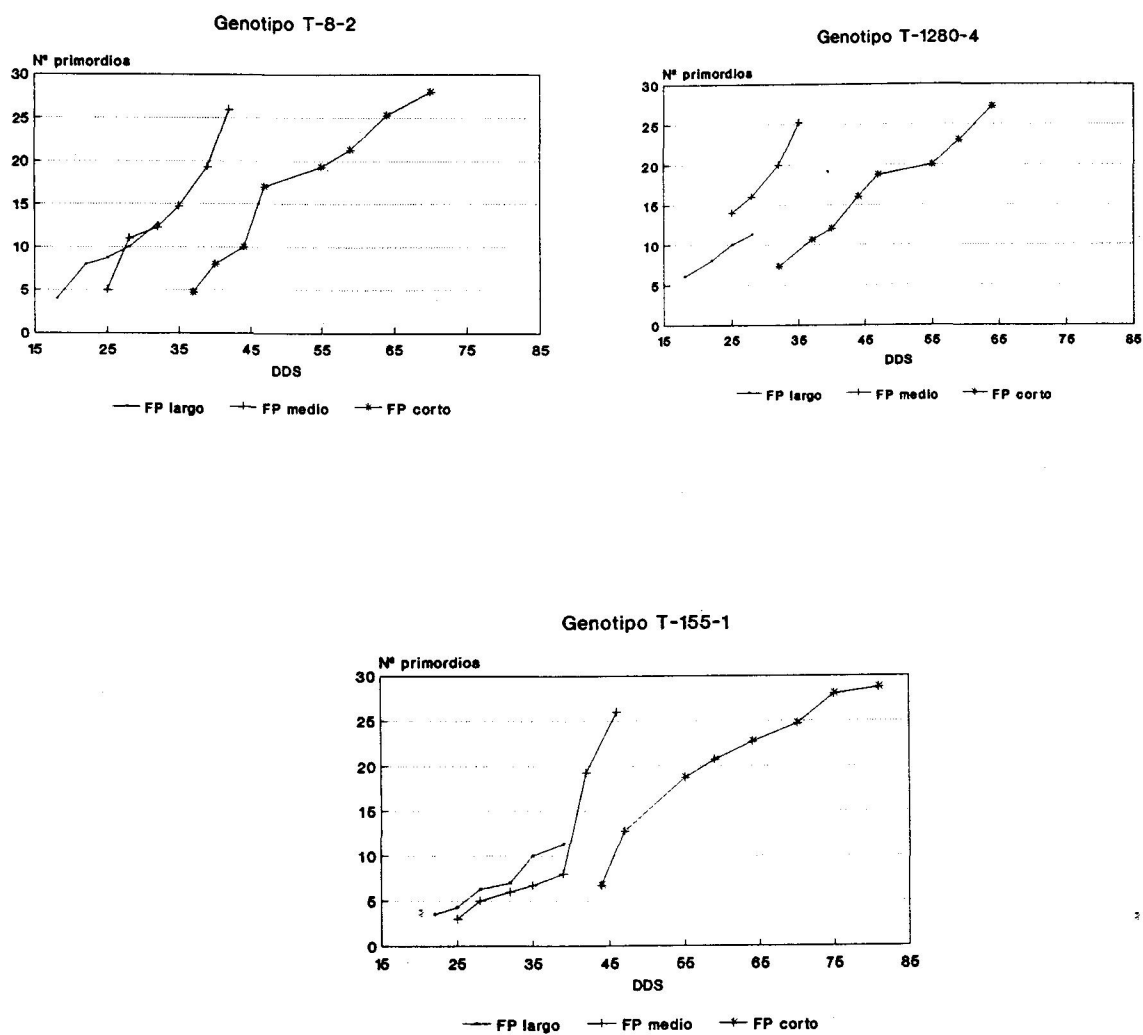 Genotipo T-8-2
Nº primordios
30
25
20
15
10
5
0
15 25 35 45 55 65 75 85
DDS
FP largo FP medio FP corto
Genotipo T-1280-4
Nº primordios
30
25
20
15
10
5
0
15 25 35 45 55 65 75 85
DDS
FP largo FP medio FP corto
Genotipo T-155-1
Nº primordios
30
25
20
15
10
5
0
15 25 35 45 55 65 75 85
DDS
FP largo FP medio FP corto